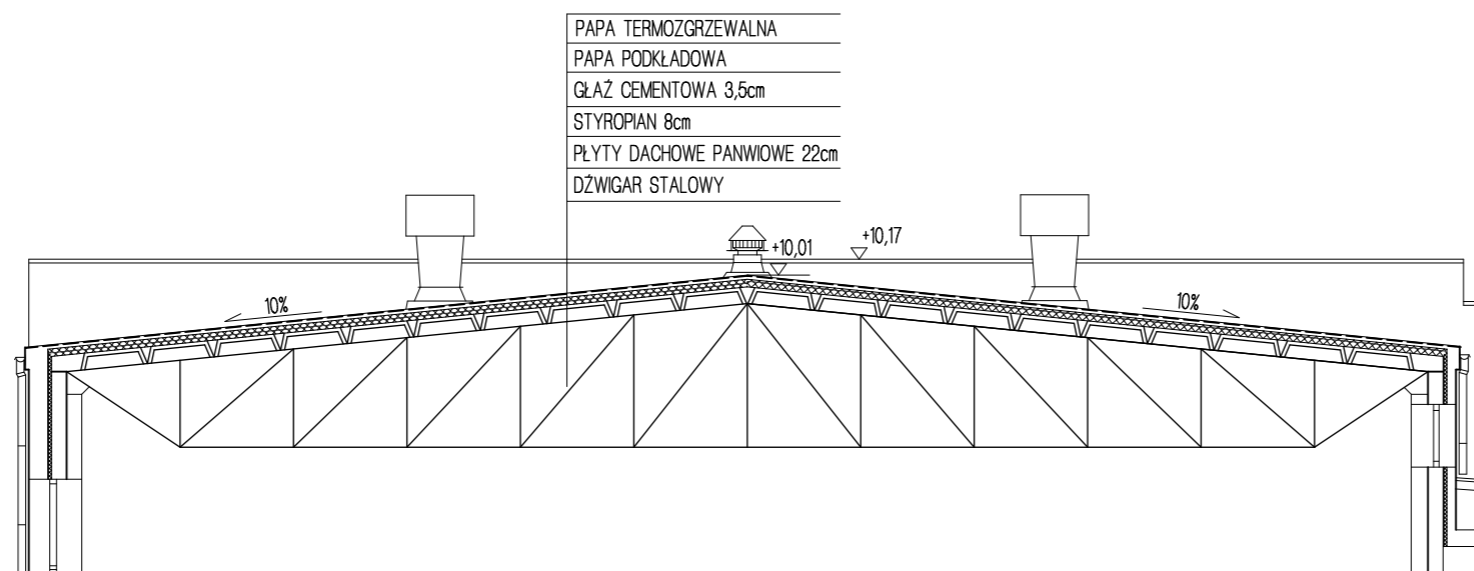 PAPA TERMOZGRZEWALNA
PAPA PODKŁADOWA
GŁAŹ CEMENTOWA 3,5cm
STYROPIAN 8cm
PŁYTY DACHOWE PANWIOWE 22cm
DŹWIGAR STALOWY
+10,01
+10,17
10%
10%